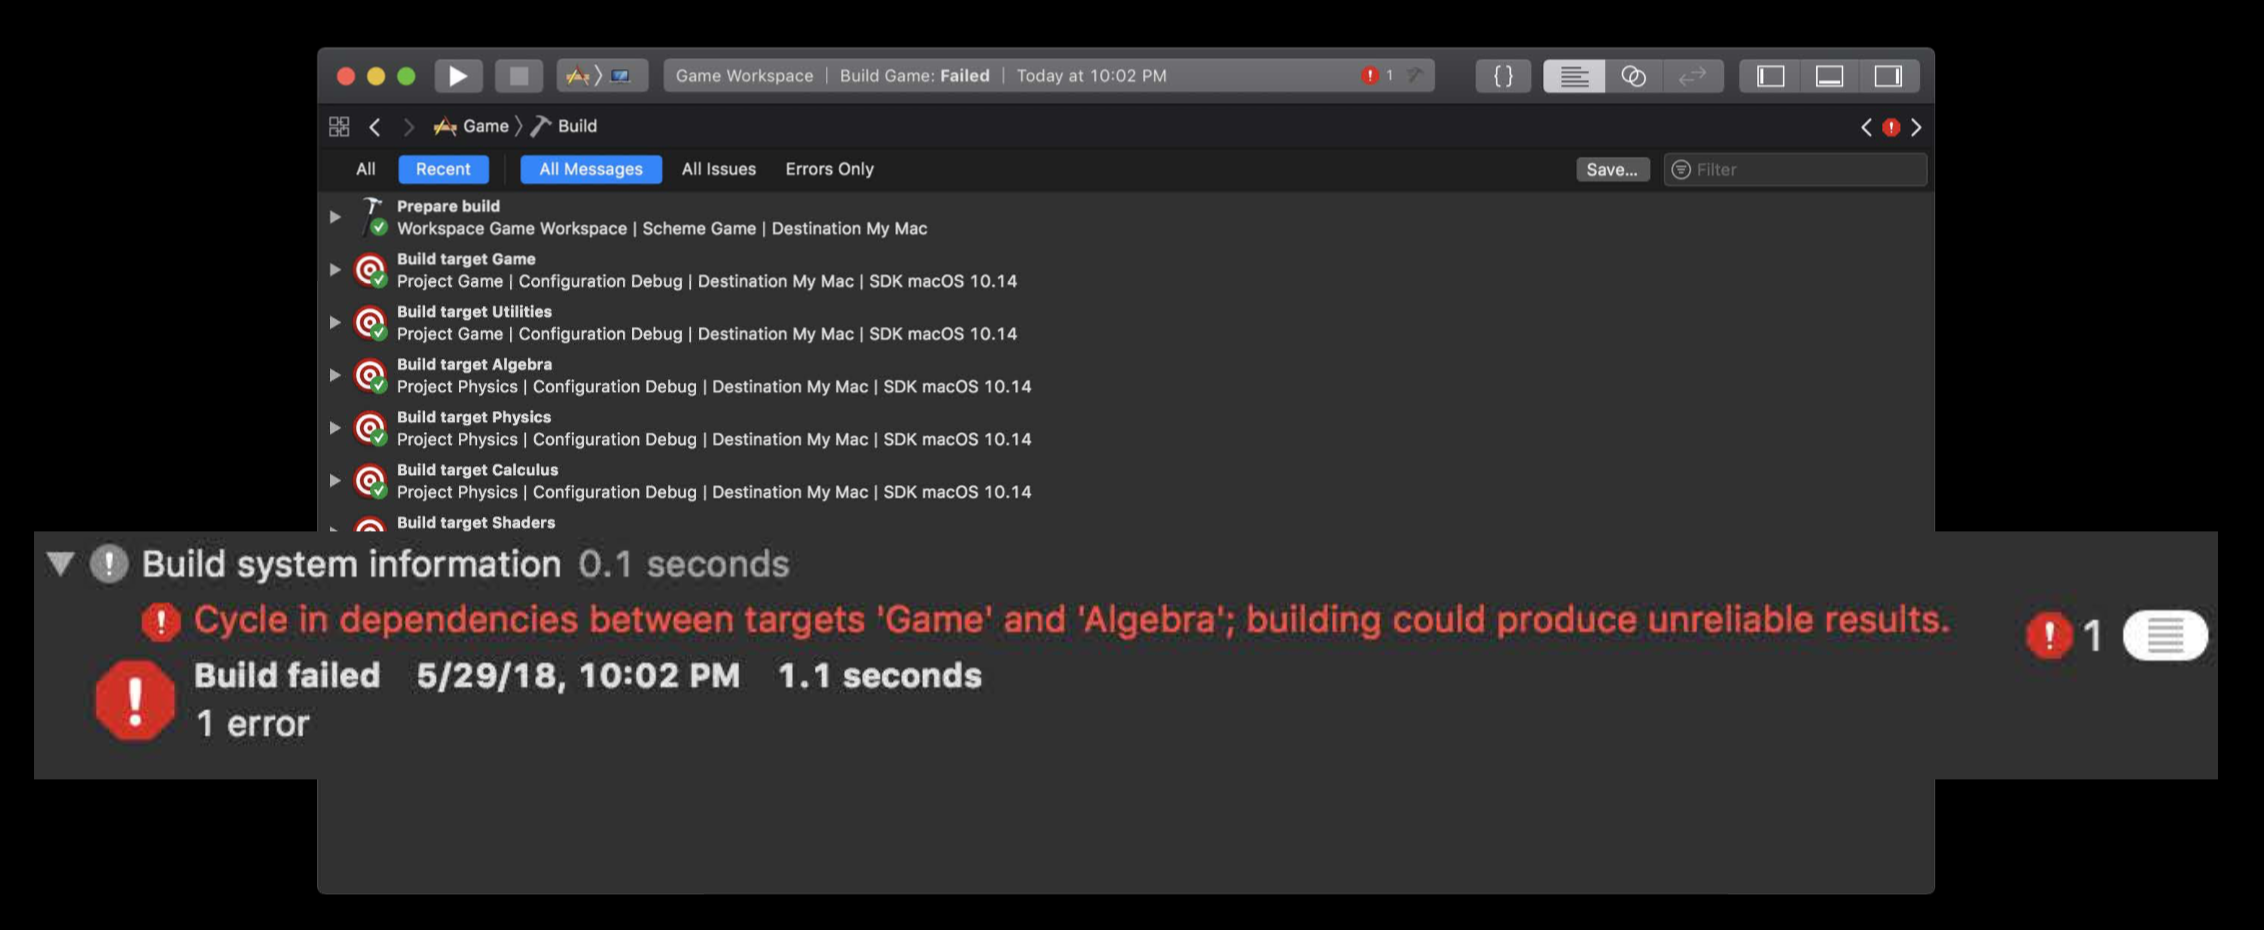 Game Workspace | Build Game: Failed | Today at 10:02 PM 1 {}
Game 〉 Build
All Recent All Messages All Issues Errors Only Save... Filter
Prepare build
Workspace Game Workspace | Scheme Game | Destination My Mac
Build target Game
Project Game | Configuration Debug | Destination My Mac | SDK macOS 10.14
Build target Utilities
Project Game | Configuration Debug | Destination My Mac | SDK macOS 10.14
Build target Algebra
Project Physics | Configuration Debug | Destination My Mac | SDK macOS 10.14
Build target Physics
Project Physics | Configuration Debug | Destination My Mac | SDK macOS 10.14
Build target Calculus
Project Physics | Configuration Debug | Destination My Mac | SDK macOS 10.14
Build target Shaders
Build system information 0.1 seconds
Cycle in dependencies between targets 'Game' and 'Algebra'; building could produce unreliable results. 1
Build failed 5/29/18, 10:02 PM 1.1 seconds
1 error